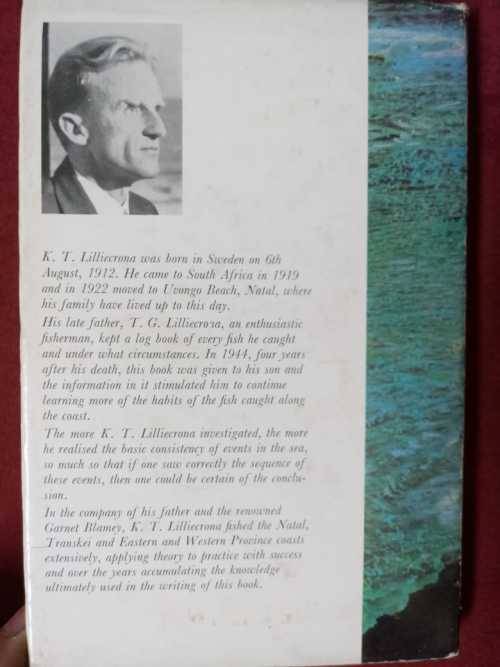 K. T. Lilliecrona was born in Sweden on 6th
August, 1912. He came to South Africa in 1919
and in 1922 moved to Uvongo Beach, Natal, where
his family have lived up to this day.
His late father, T. G. Lilliecrona, an enthusiastic
fisherman, kept a log book of every fish he caught
and under what circumstances. In 1944, four years
after his death, this book was given to his son and
the information in it stimulated him to continue
learning more of the habits of the fish caught along
the coast.
The more K. T. Lilliecrona investigated, the more
he realised the basic consistency of events in the sea,
so much so that if one saw correctly the sequence of
these events, then one could be certain of the conclu-
sion.
In the company of his father and the renowned
Garnet Blamey, K. T. Lilliecrona fished the Natal,
Transkei and Eastern and Western Province coasts
extensively, applying theory to practice with success
and over the years accumulating the knowledge
ultimately used in the writing of this book.